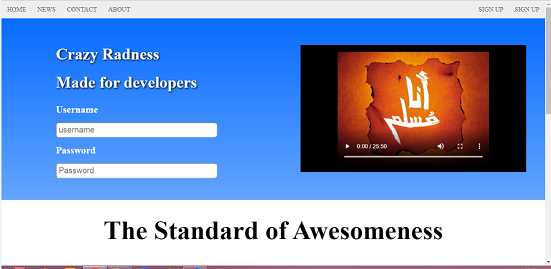 HOME NEWS CONTACT ABOUT SIGN UP SIGN UP
Crazy Radness
Made for developers
Username
username
Password
Password
أنا
مسلم
0:00 / 25:50
The Standard of Awesomeness